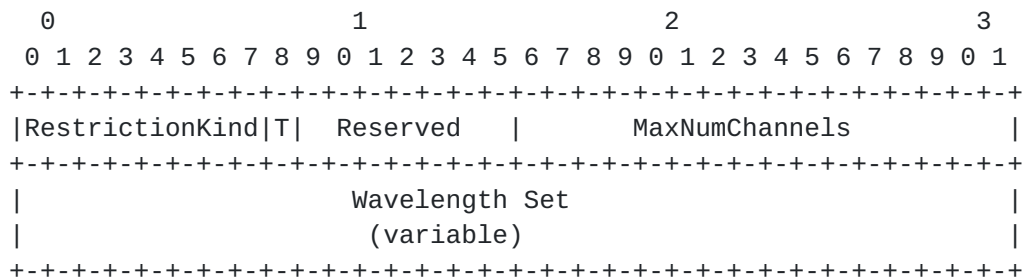 0                   1                   2                   3
0 1 2 3 4 5 6 7 8 9 0 1 2 3 4 5 6 7 8 9 0 1 2 3 4 5 6 7 8 9 0 1
+-+-+-+-+-+-+-+-+-+-+-+-+-+-+-+-+-+-+-+-+-+-+-+-+-+-+-+-+-+-+-+-+
|RestrictionKind|T|  Reserved   |       MaxNumChannels          |
+-+-+-+-+-+-+-+-+-+-+-+-+-+-+-+-+-+-+-+-+-+-+-+-+-+-+-+-+-+-+-+-+
|                     Wavelength Set                            |
|                      (variable)                               |
+-+-+-+-+-+-+-+-+-+-+-+-+-+-+-+-+-+-+-+-+-+-+-+-+-+-+-+-+-+-+-+-+